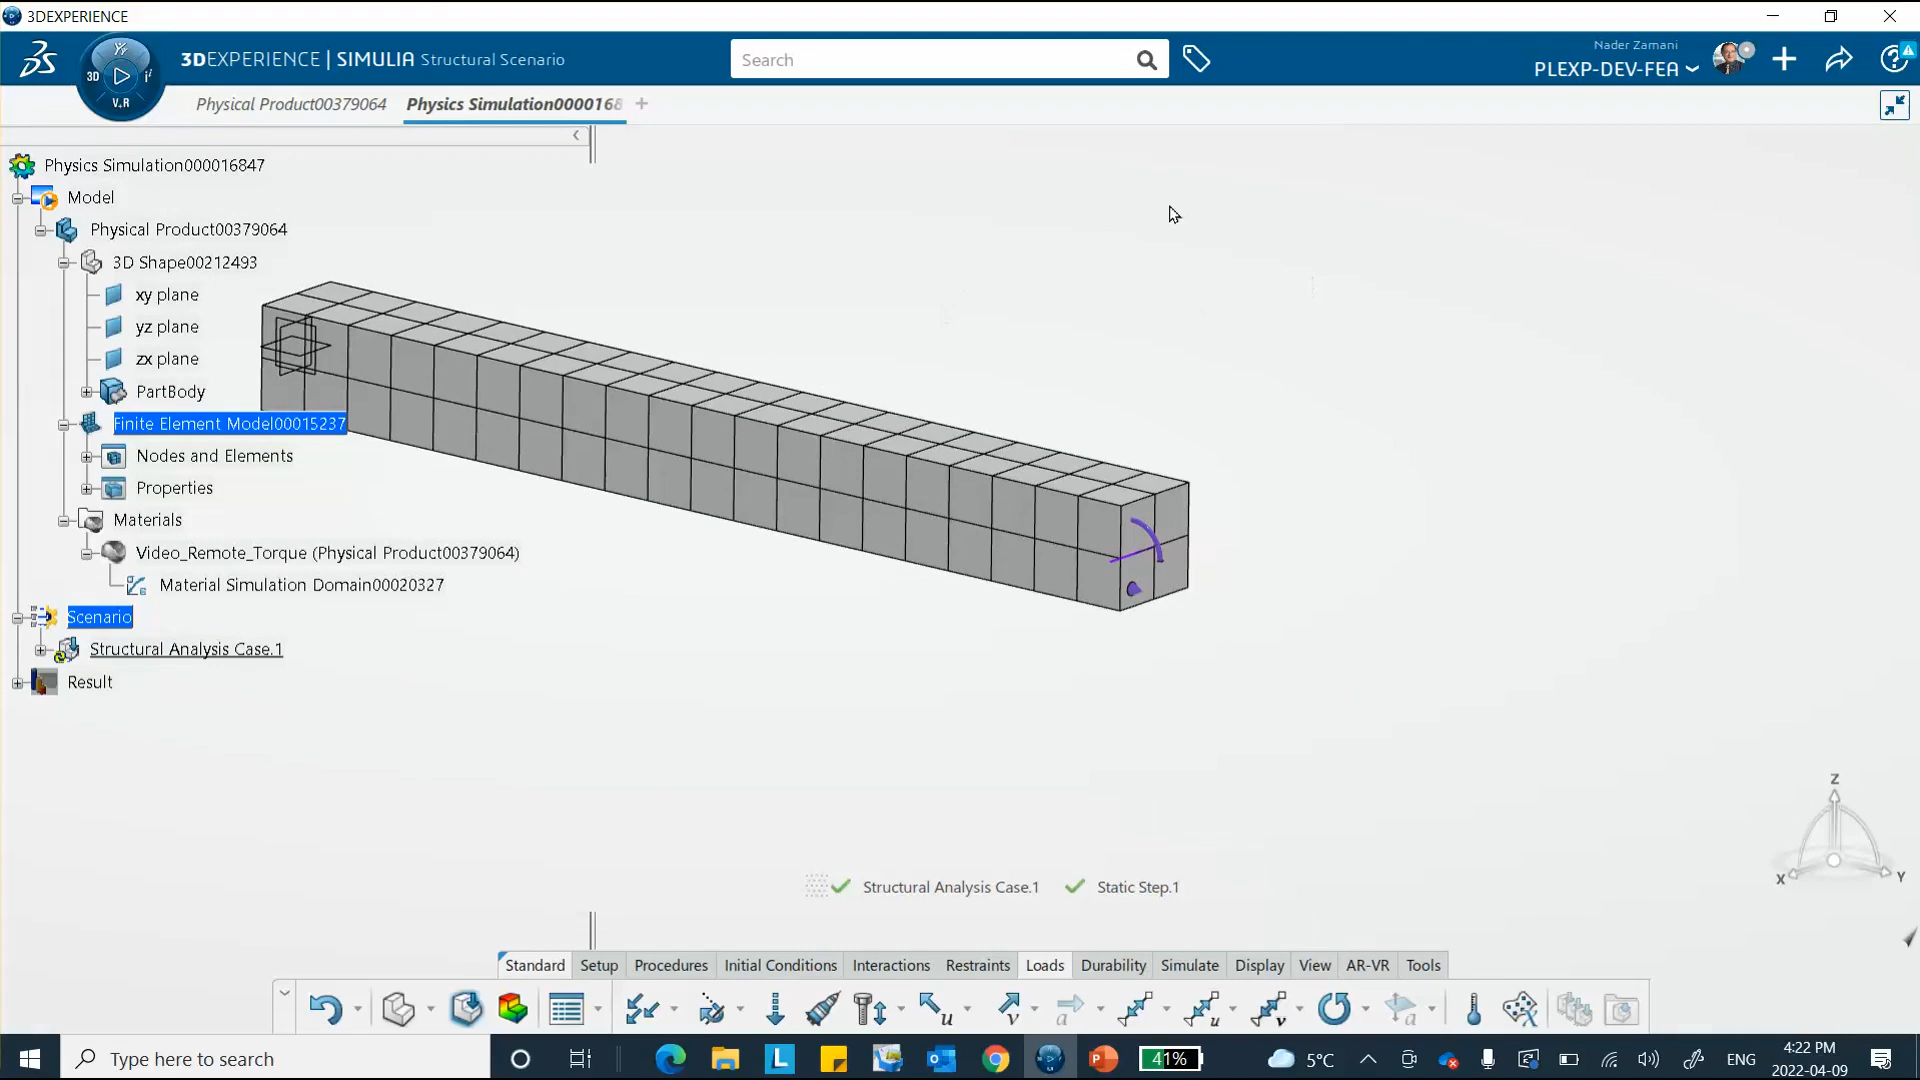 3DEXPERIENCE
3DEXPERIENCE | SIMULIA Structural Scenario
Search
Nader Zamani
PLEXP-DEV-FEA
3D
V.R
Physical Product00379064
Physics Simulation0000168
Physics Simulation000016847
Model
Physical Product00379064
3D Shape00212493
xy plane
yz plane
zx plane
PartBody
Finite Element Model00015237
Nodes and Elements
Properties
Materials
Video_Remote_Torque (Physical Product00379064)
Material Simulation Domain00020327
Scenario
Structural Analysis Case.1
Result
Z
X
Y
Structural Analysis Case.1
Static Step.1
Standard Setup Procedures Initial Conditions Interactions Restraints Loads Durability Simulate Display View AR-VR Tools
u v a u v a
Type here to search
41%
5°C
ENG
4:22 PM
2022-04-09